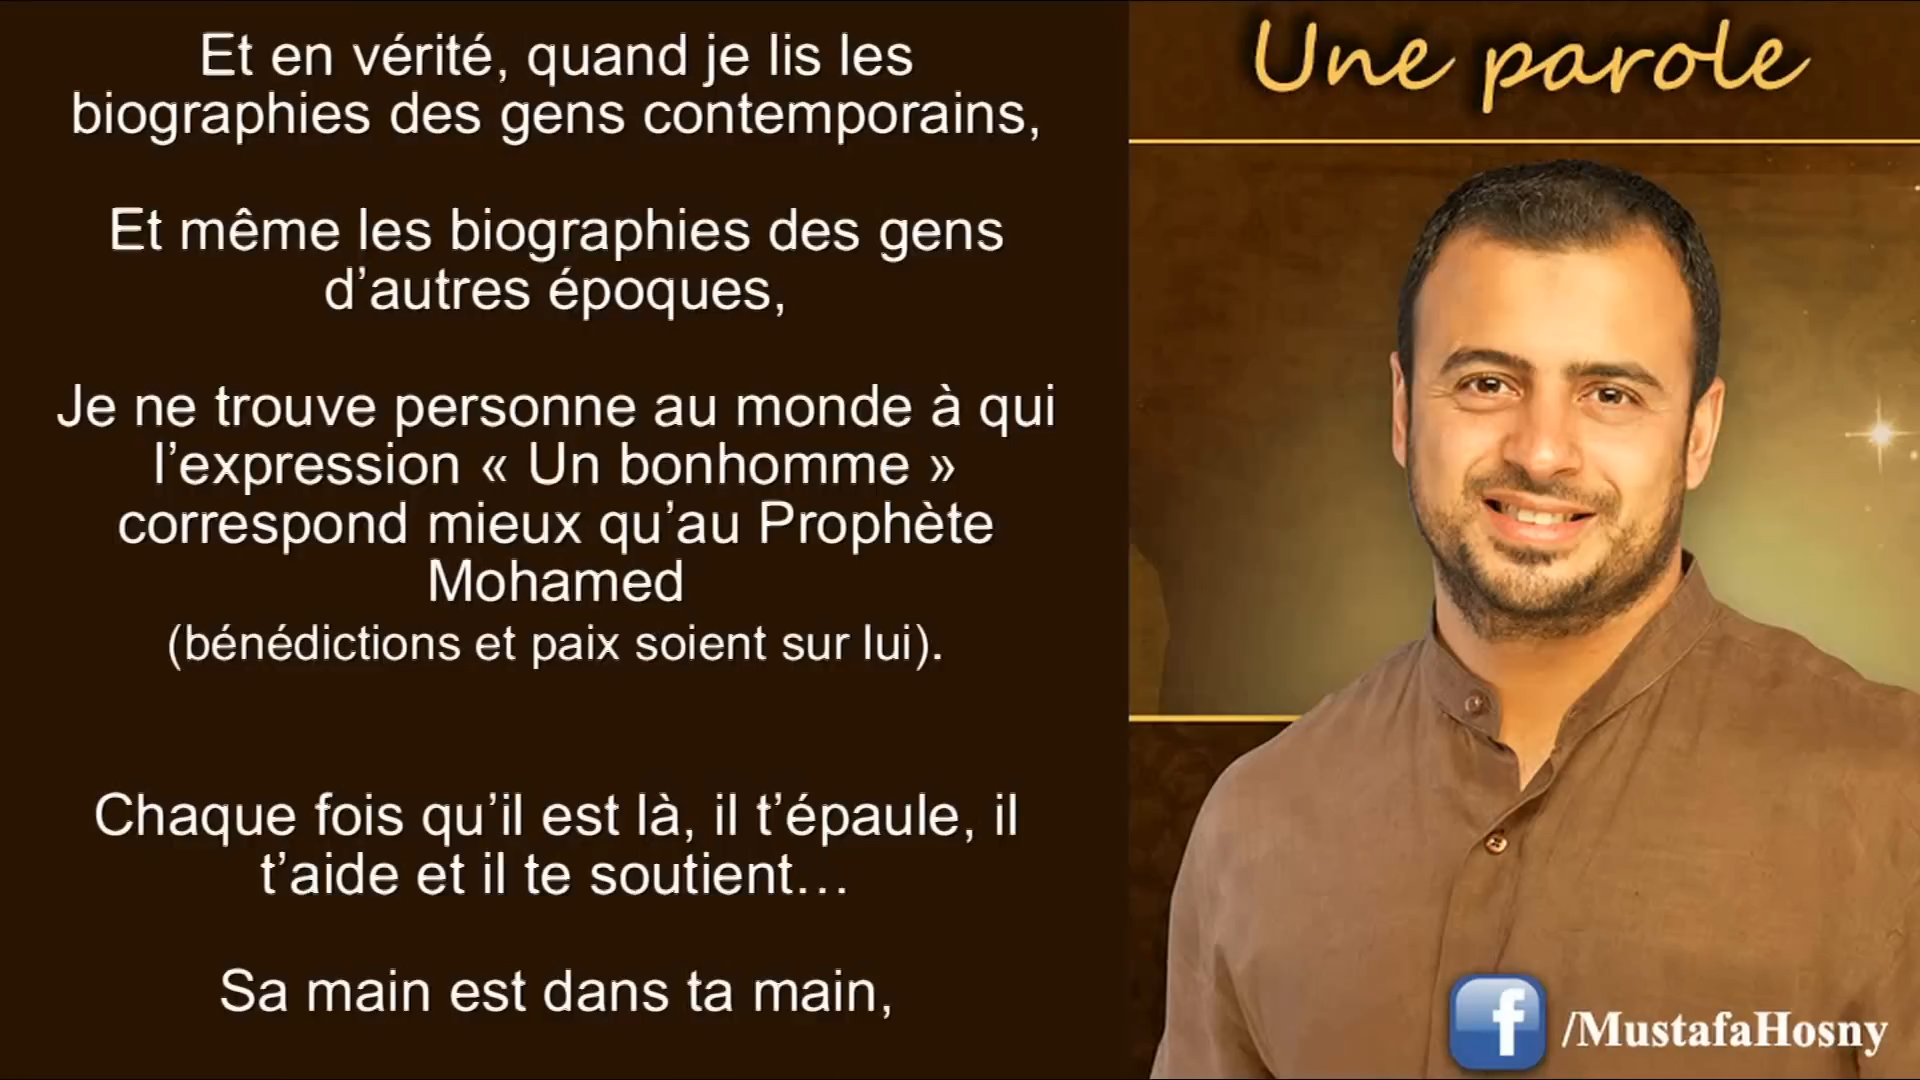 Et en vérité, quand je lis les
biographies des gens contemporains,
Et même les biographies des gens
d’autres époques,
Je ne trouve personne au monde à qui
l’expression « Un bonhomme »
correspond mieux qu’au Prophète
Mohamed
(bénédictions et paix soient sur lui).
Chaque fois qu’il est là, il t’épaule, il
t’aide et il te soutient…
Sa main est dans ta main,
Une parole
f /MustafaHosny